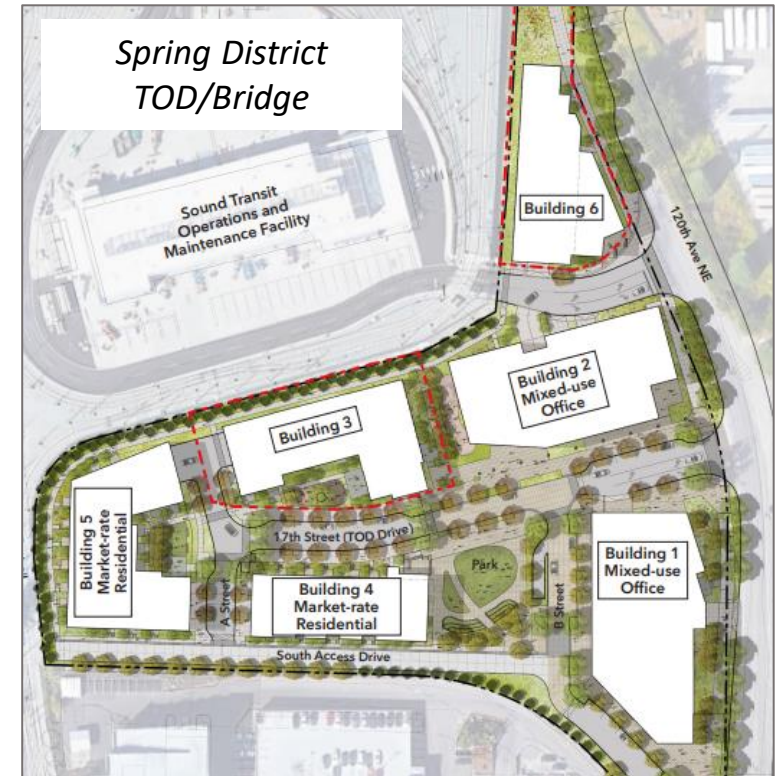 Spring District
TOD/Bridge
Sound Transit
Operations and
Maintenance Facility
Building 6
120th Ave NE
Building 2
Mixed-use
Office
Building 3
Building 5
Market-rate
Residential
17th Street (TOD Drive)
Building 1
Mixed-use
Office
Park
A Street
Building 4
Market-rate
Residential
B Street
South Access Drive